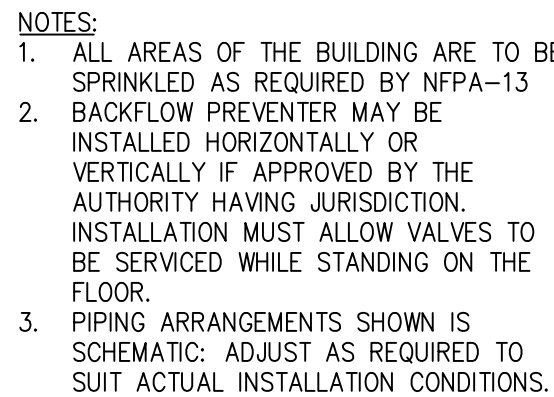 NOTES:
1. ALL AREAS OF THE BUILDING ARE TO BE
SPRINKLED AS REQUIRED BY NFPA-13
2. BACKFLOW PREVENTER MAY BE
INSTALLED HORIZONTALLY OR
VERTICALLY IF APPROVED BY THE
AUTHORITY HAVING JURISDICTION.
INSTALLATION MUST ALLOW VALVES TO
BE SERVICED WHILE STANDING ON THE
FLOOR.
3. PIPING ARRANGEMENTS SHOWN IS
SCHEMATIC: ADJUST AS REQUIRED TO
SUIT ACTUAL INSTALLATION CONDITIONS.